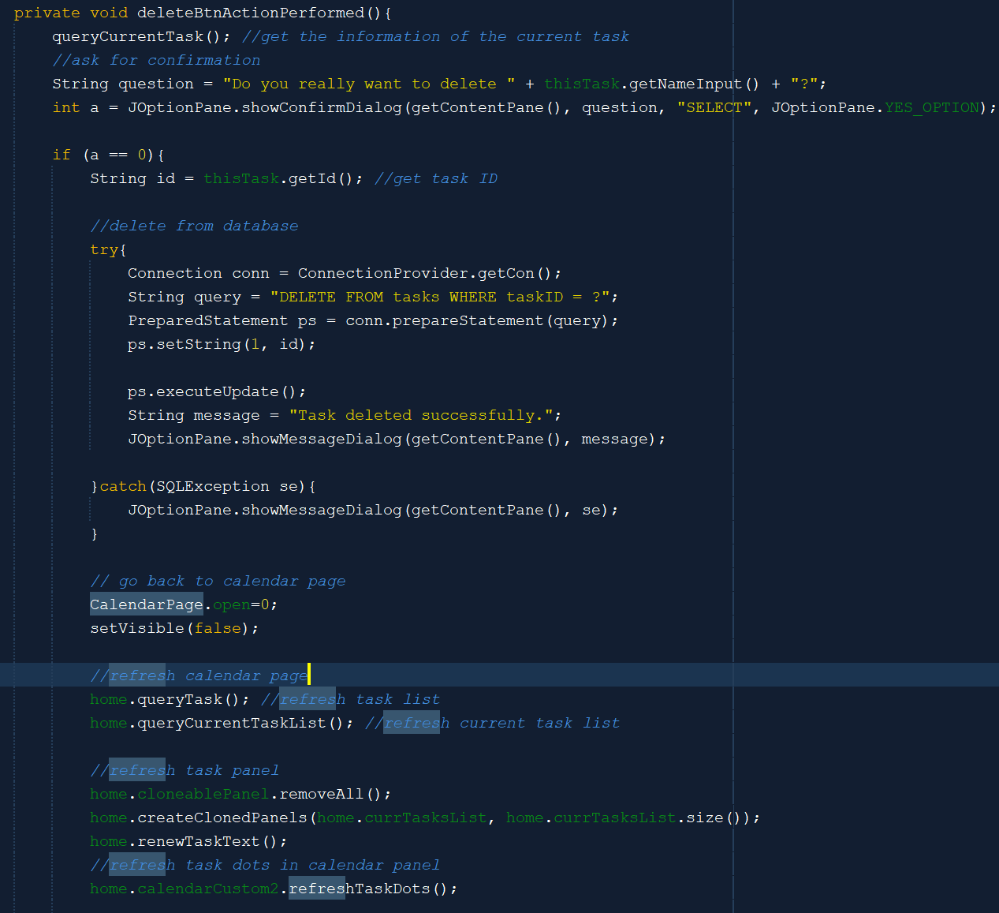 private void deleteBtnActionPerformed(){
queryCurrentTask(); //get the information of the current task
//ask for confirmation
String question = "Do you really want to delete " + thisTask.getNameInput() + "?";
int a = JOptionPane.showConfirmDialog(getContentPane(), question, "SELECT", JOptionPane.YES_OPTION);
if (a == 0){
String id = thisTask.getId(); //get task ID
//delete from database
try{
Connection conn = ConnectionProvider.getCon();
String query = "DELETE FROM tasks WHERE taskID = ?";
PreparedStatement ps = conn.prepareStatement(query);
ps.setString(1, id);
ps.executeUpdate();
String message = "Task deleted successfully.";
JOptionPane.showMessageDialog(getContentPane(), message);
}catch(SQLException se){
JOptionPane.showMessageDialog(getContentPane(), se);
}
// go back to calendar page
CalendarPage.open=0;
setVisible(false);
//refresh calendar page
home.queryTask(); //refresh task list
home.queryCurrentTaskList(); //refresh current task list
//refresh task panel
home.cloneablePanel.removeAll();
home.createClonedPanels(home.currTasksList, home.currTasksList.size());
home.renewTaskText();
//refresh task dots in calendar panel
home.calendarCustom2.refreshTaskDots();